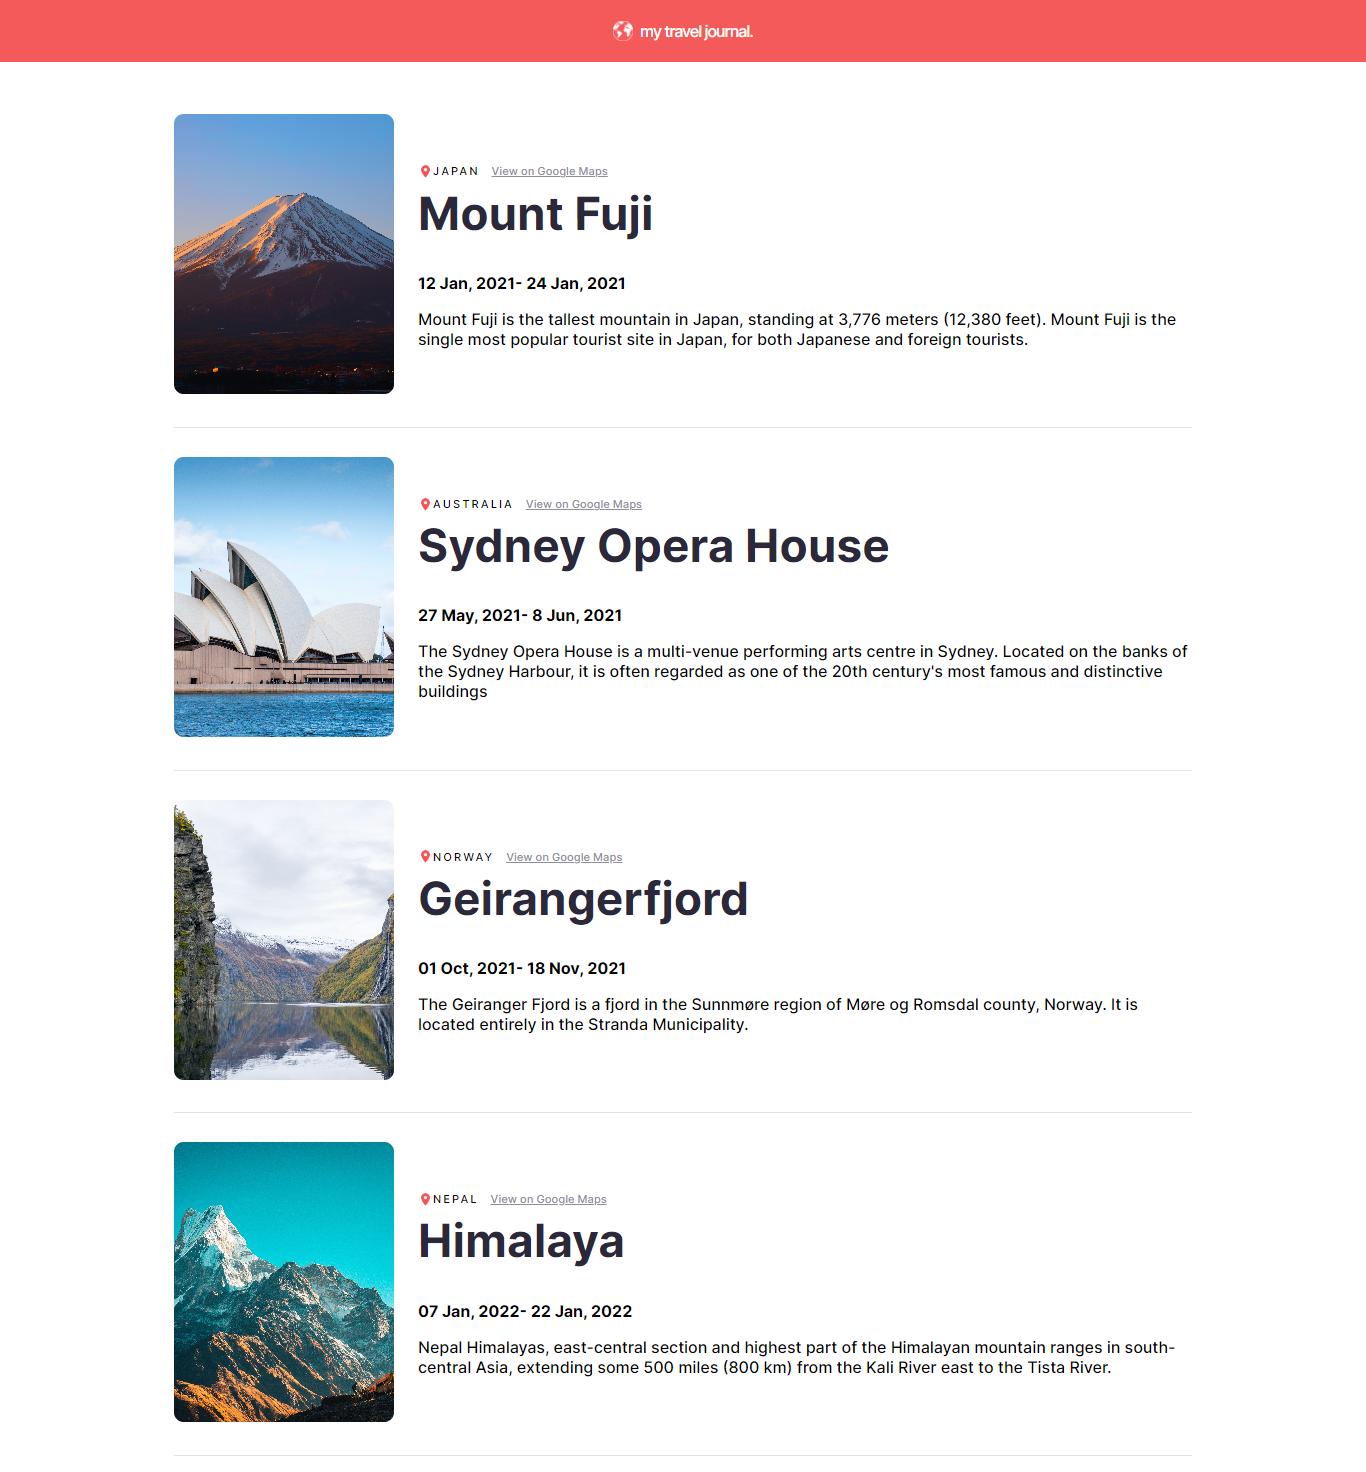 my travel journal.
JAPAN View on Google Maps
Mount Fuji
12 Jan, 2021- 24 Jan, 2021
Mount Fuji is the tallest mountain in Japan, standing at 3,776 meters (12,380 feet). Mount Fuji is the
single most popular tourist site in Japan, for both Japanese and foreign tourists.
AUSTRALIA View on Google Maps
Sydney Opera House
27 May, 2021- 8 Jun, 2021
The Sydney Opera House is a multi-venue performing arts centre in Sydney. Located on the banks of
the Sydney Harbour, it is often regarded as one of the 20th century's most famous and distinctive
buildings
NORWAY View on Google Maps
Geirangerfjord
01 Oct, 2021- 18 Nov, 2021
The Geiranger Fjord is a fjord in the Sunnmøre region of Møre og Romsdal county, Norway. It is
located entirely in the Stranda Municipality.
NEPAL View on Google Maps
Himalaya
07 Jan, 2022- 22 Jan, 2022
Nepal Himalayas, east-central section and highest part of the Himalayan mountain ranges in south-
central Asia, extending some 500 miles (800 km) from the Kali River east to the Tista River.